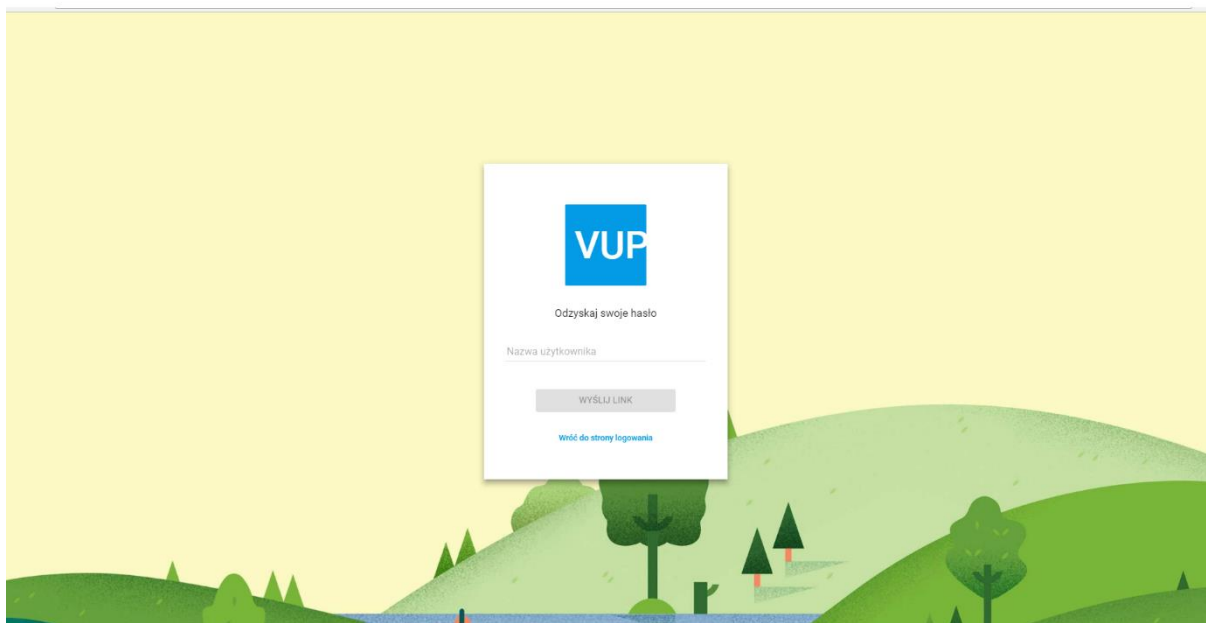 VUP
Odzyskaj swoje hasło
Nazwa użytkownika
WYŚLIJ LINK
Wróć do strony logowania